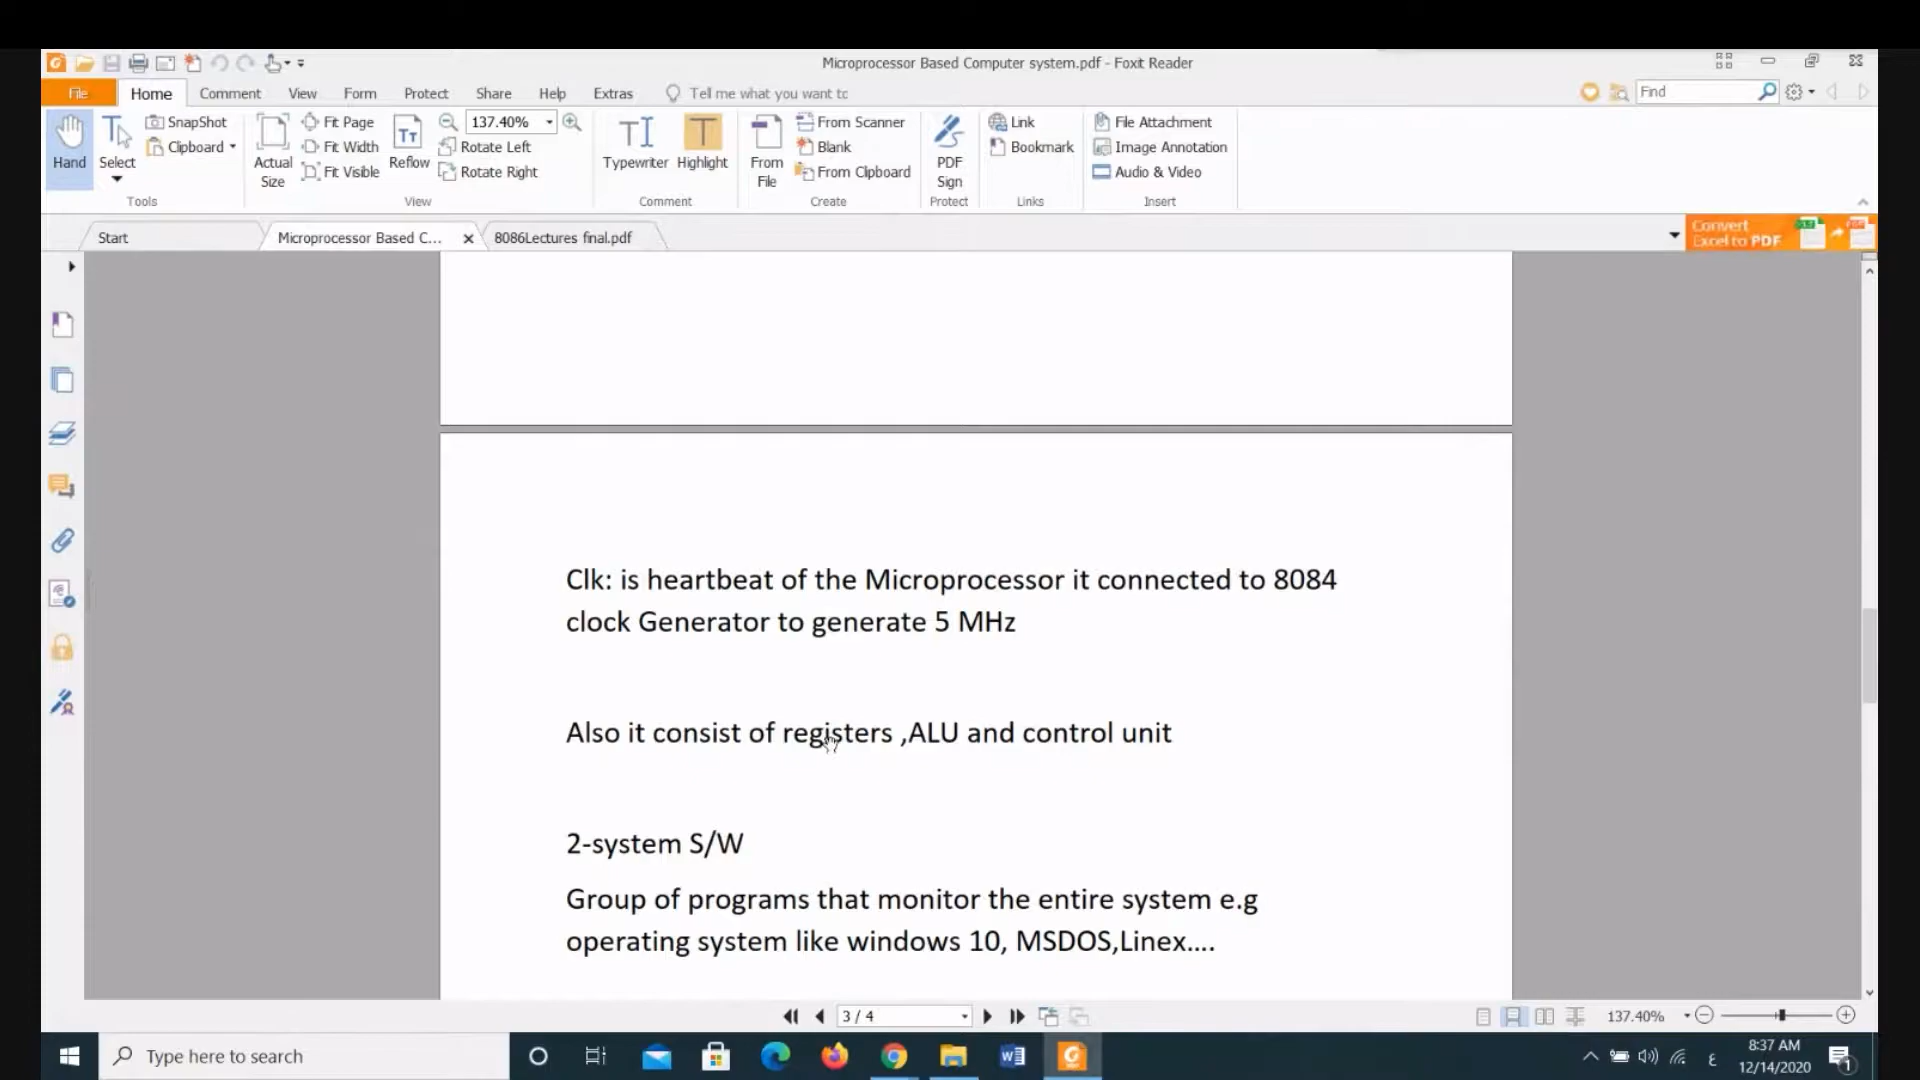 Microprocessor Based Computer system.pdf - Foxit Reader
File Home Comment View Form Protect Share Help Extras Tell me what you want tc Find
Hand
Select
SnapShot
Clipboard
Tools
Actual Size
Fit Page
Fit Width
Fit Visible
Reflow
137.40%
Rotate Left
Rotate Right
View
Typewriter
Highlight
Comment
From File
From Scanner
Blank
From Clipboard
Create
PDF Sign
Protect
Link
Bookmark
Links
File Attachment
Image Annotation
Audio & Video
Insert
Start Microprocessor Based C... 8086Lectures final.pdf
Convert
Excel to PDF
Clk: is heartbeat of the Microprocessor it connected to 8084
clock Generator to generate 5 MHz
Also it consist of registers ,ALU and control unit
2-system S/W
Group of programs that monitor the entire system e.g
operating system like windows 10, MSDOS,Linex....
3 / 4 137.40%
Type here to search
ع
8:37 AM
12/14/2020
1